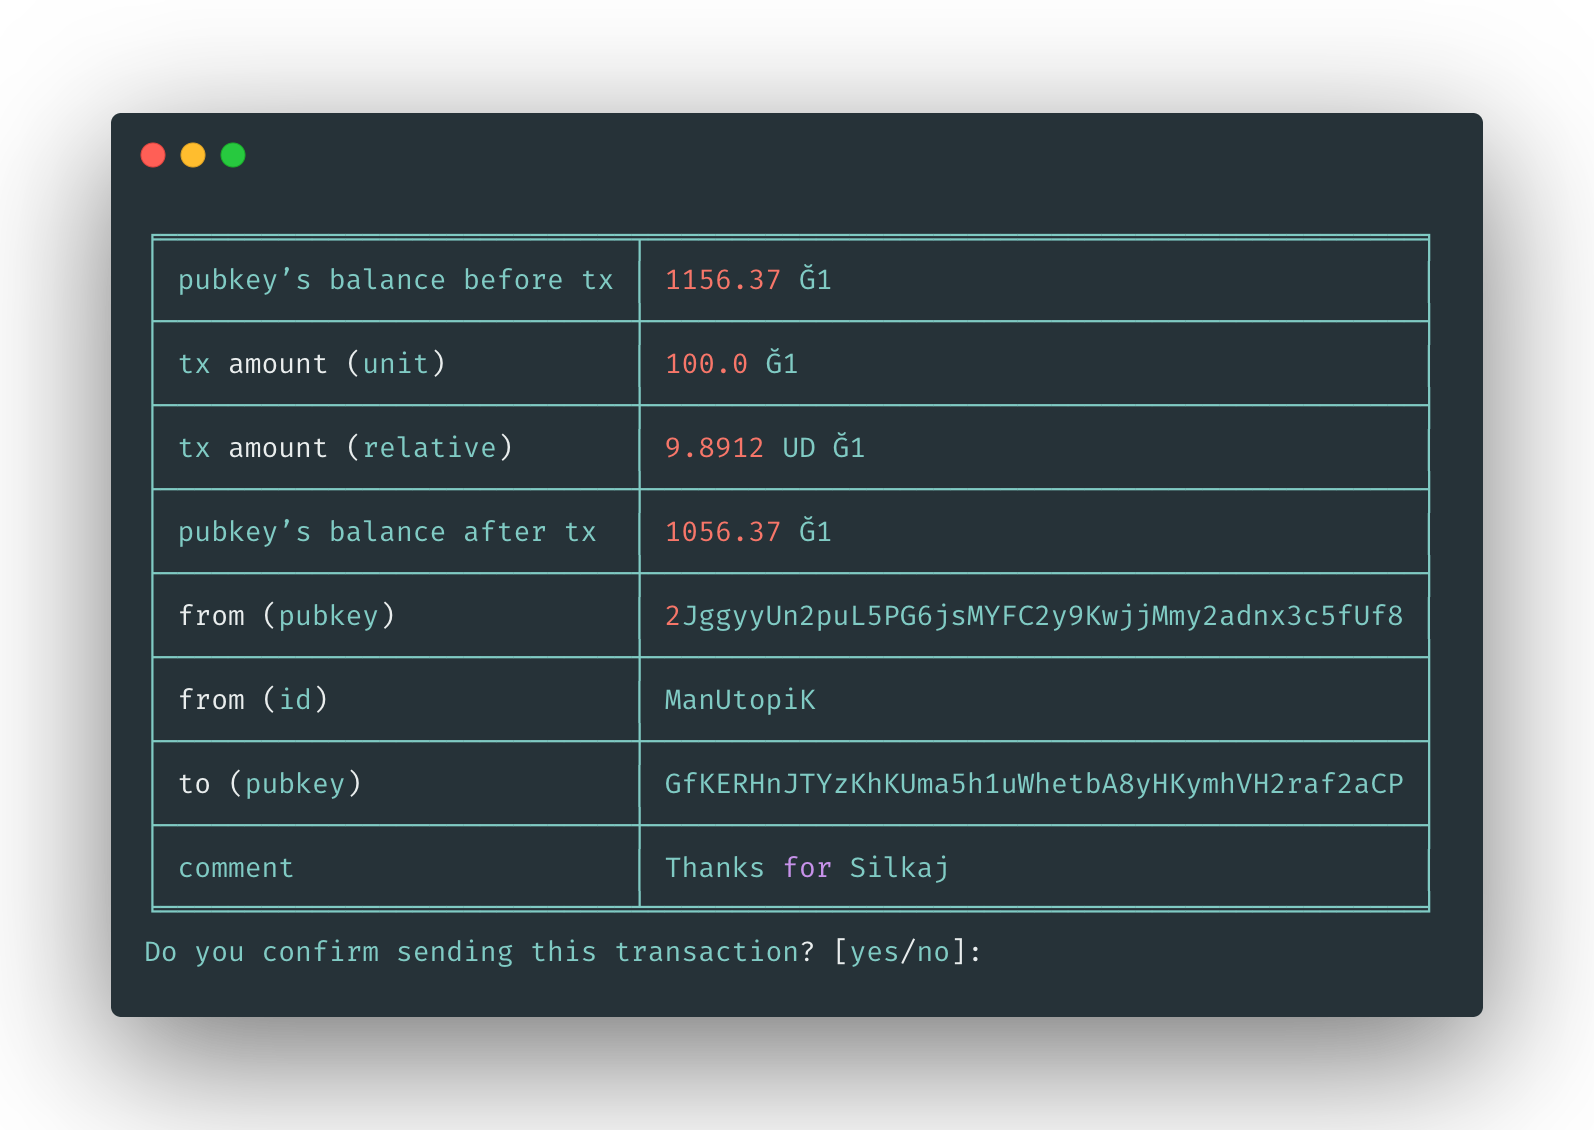 pubkey’s balance before tx 1156.37 Ğ1
tx amount (unit) 100.0 Ğ1
tx amount (relative) 9.8912 UD Ğ1
pubkey’s balance after tx 1056.37 Ğ1
from (pubkey) 2JggyyUn2puL5PG6jsMYFC2y9KwjjMmy2adnx3c5fUf8
from (id) ManUtopiK
to (pubkey) GfKERHnJTYzKhKUma5h1uWhetbA8yHKymhVH2raf2aCP
comment Thanks for Silkaj
Do you confirm sending this transaction? [yes/no]: